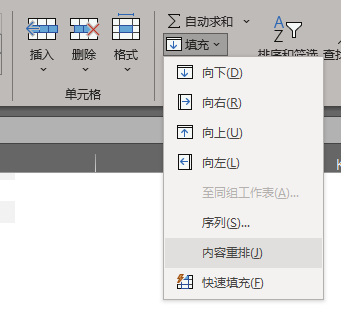 插入
删除
格式
单元格
自动求和
填充
排序和筛选
查找
A
Z
向下(D)
向右(R)
向上(U)
向左(L)
至同组工作表(A)...
序列(S)...
内容重排(J)
快速填充(F)